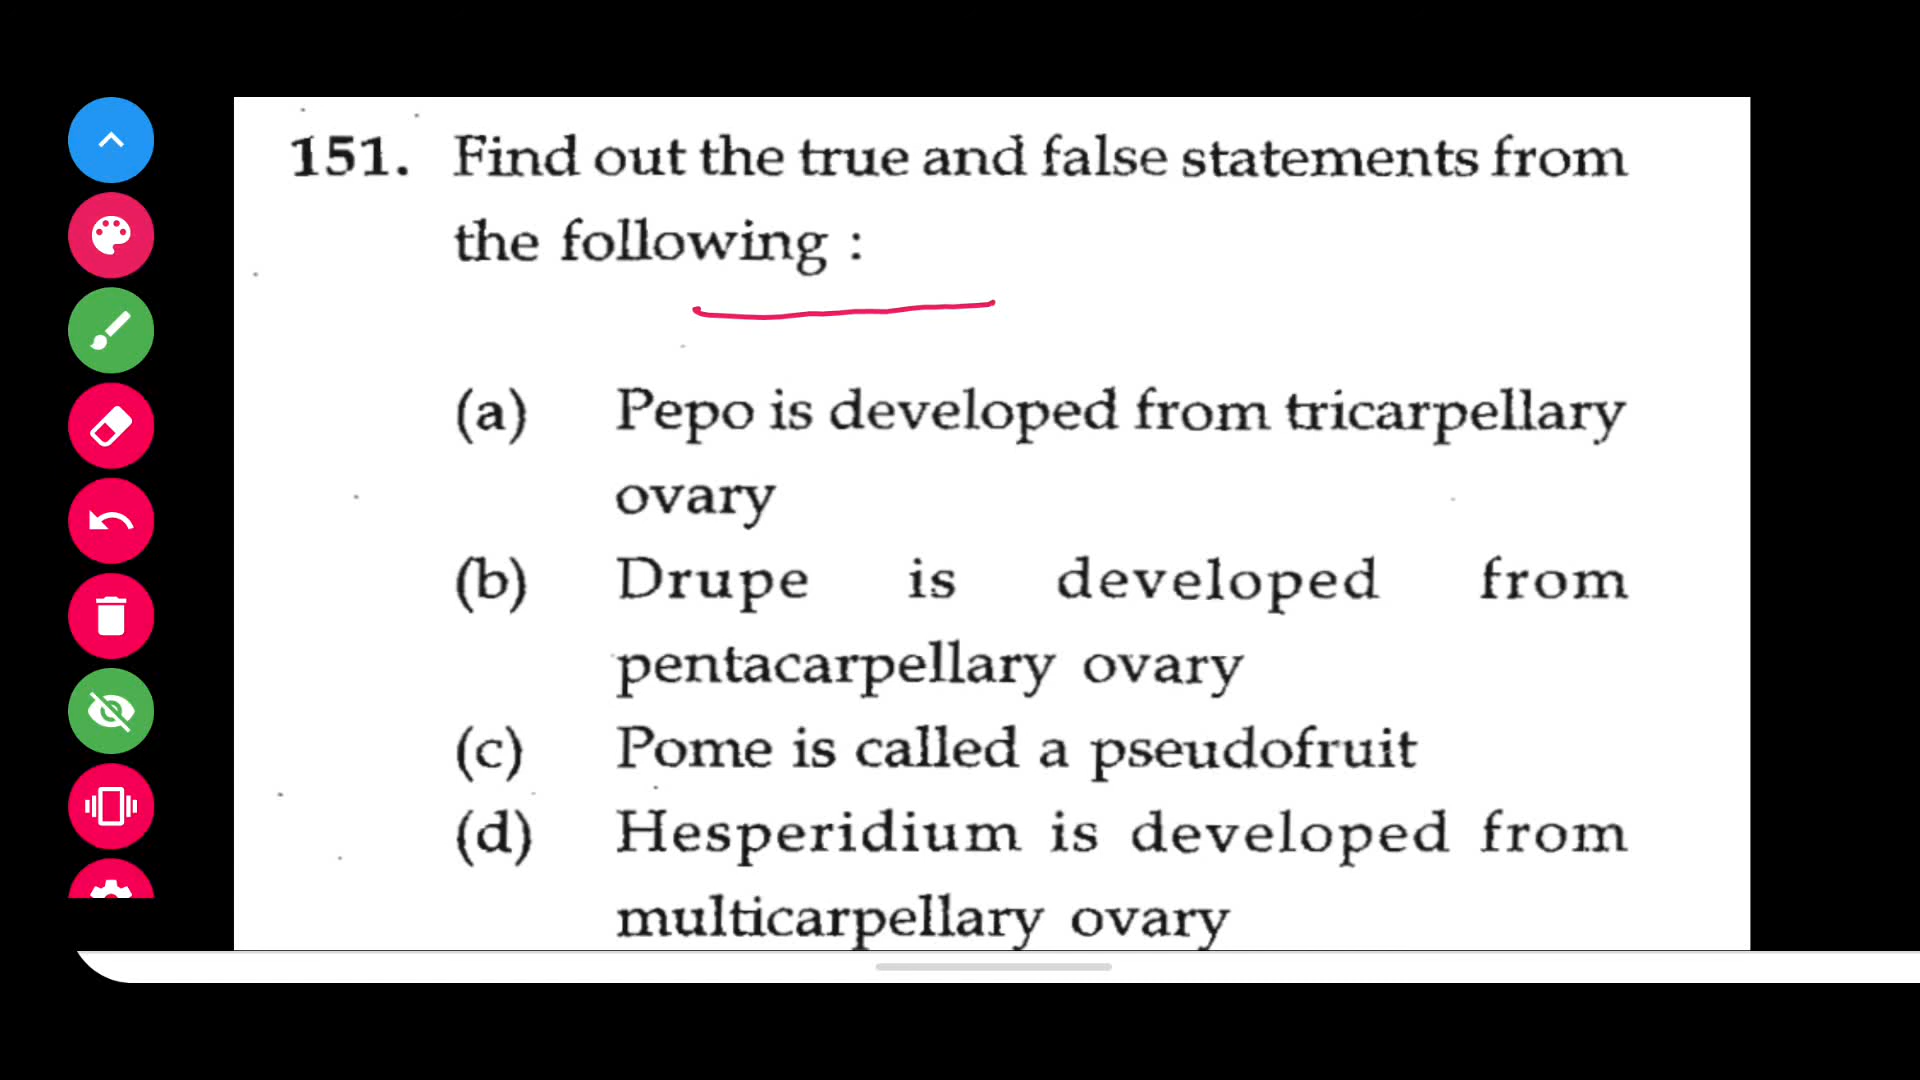 151. Find out the true and false statements from
the following :
(a) Pepo is developed from tricarpellary
ovary
(b) Drupe is developed from
pentacarpellary ovary
(c) Pome is called a pseudofruit
(d) Hesperidium is developed from
multicarpellary ovary